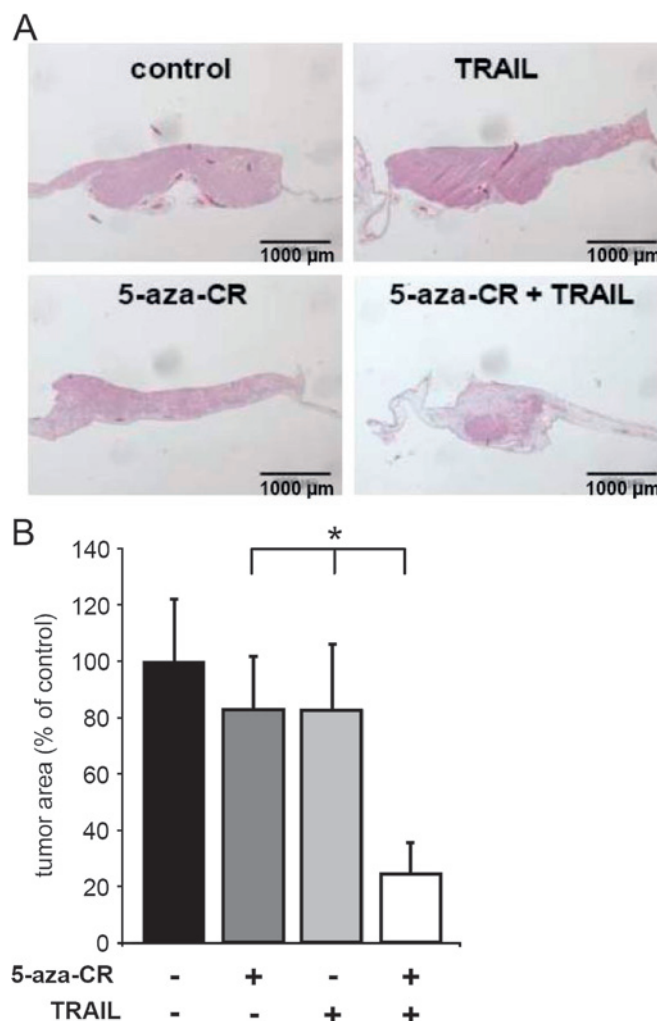 A
control
TRAIL
1000 µm
1000 µm
5-aza-CR
5-aza-CR + TRAIL
1000 µm
1000 µm
B
tumor area (% of control)
140
120
100
80
60
40
20
0
*
5-aza-CR - + - +
TRAIL - - + +